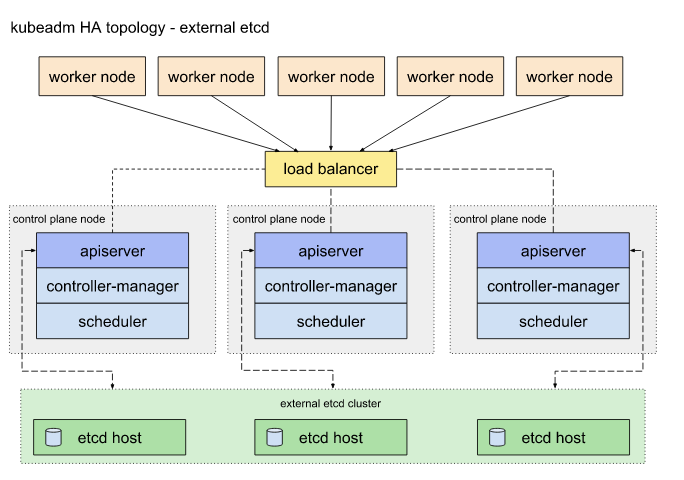 kubeadm HA topology - external etcd
worker node
worker node
worker node
worker node
worker node
load balancer
control plane node
control plane node
control plane node
apiserver
apiserver
apiserver
controller-manager
controller-manager
controller-manager
scheduler
scheduler
scheduler
external etcd cluster
etcd host
etcd host
etcd host